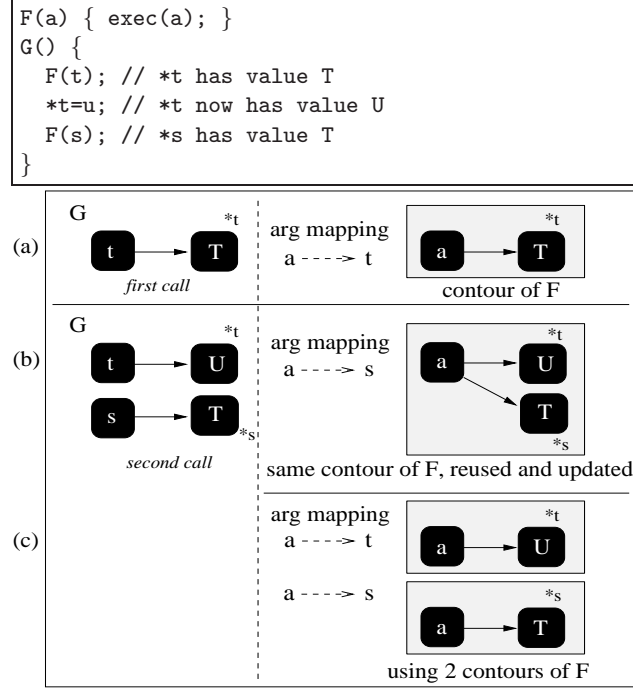 F(a) { exec(a); }
G() {
F(t); // *t has value T
*t=u; // *t now has value U
F(s); // *s has value T
}
G
*t
arg mapping
*t
(a)
t
T
a
t
a
T
first call
contour of F
G
*t
arg mapping
*t
(b)
t
U
a
s
a
U
s
T
*s
T
*s
second call
same contour of F, reused and updated
arg mapping
*t
(c)
a
t
a
U
a
s
*s
a
T
using 2 contours of F